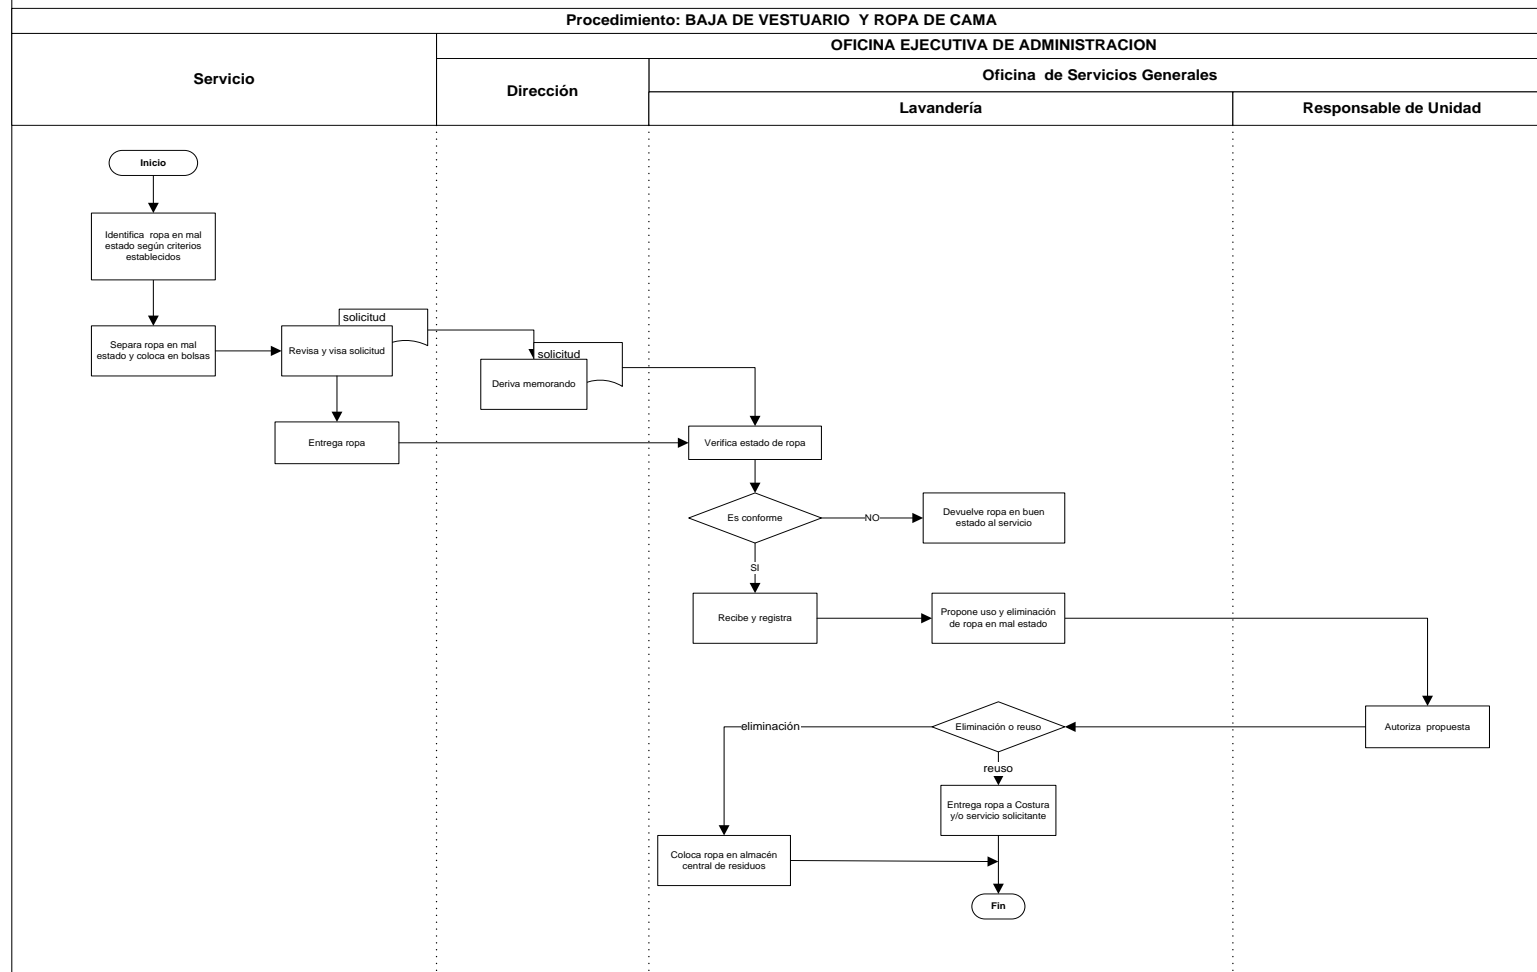 Procedimiento: BAJA DE VESTUARIO Y ROPA DE CAMA
OFICINA EJECUTIVA DE ADMINISTRACION
Servicio
Dirección
Oficina de Servicios Generales
Lavandería
Responsable de Unidad
Inicio
Identifica ropa en mal
estado según criterios
establecidos
Separa ropa en mal
estado y coloca en bolsas
solicitud
Revisa y visa solicitud
solicitud
Deriva memorando
Entrega ropa
Verifica estado de ropa
Es conforme
NO
Devuelve ropa en buen
estado al servicio
SI
Recibe y registra
Propone uso y eliminación
de ropa en mal estado
Autoriza propuesta
Eliminación o reuso
eliminación
reuso
Entrega ropa a Costura
y/o servicio solicitante
Coloca ropa en almacén
central de residuos
Fin